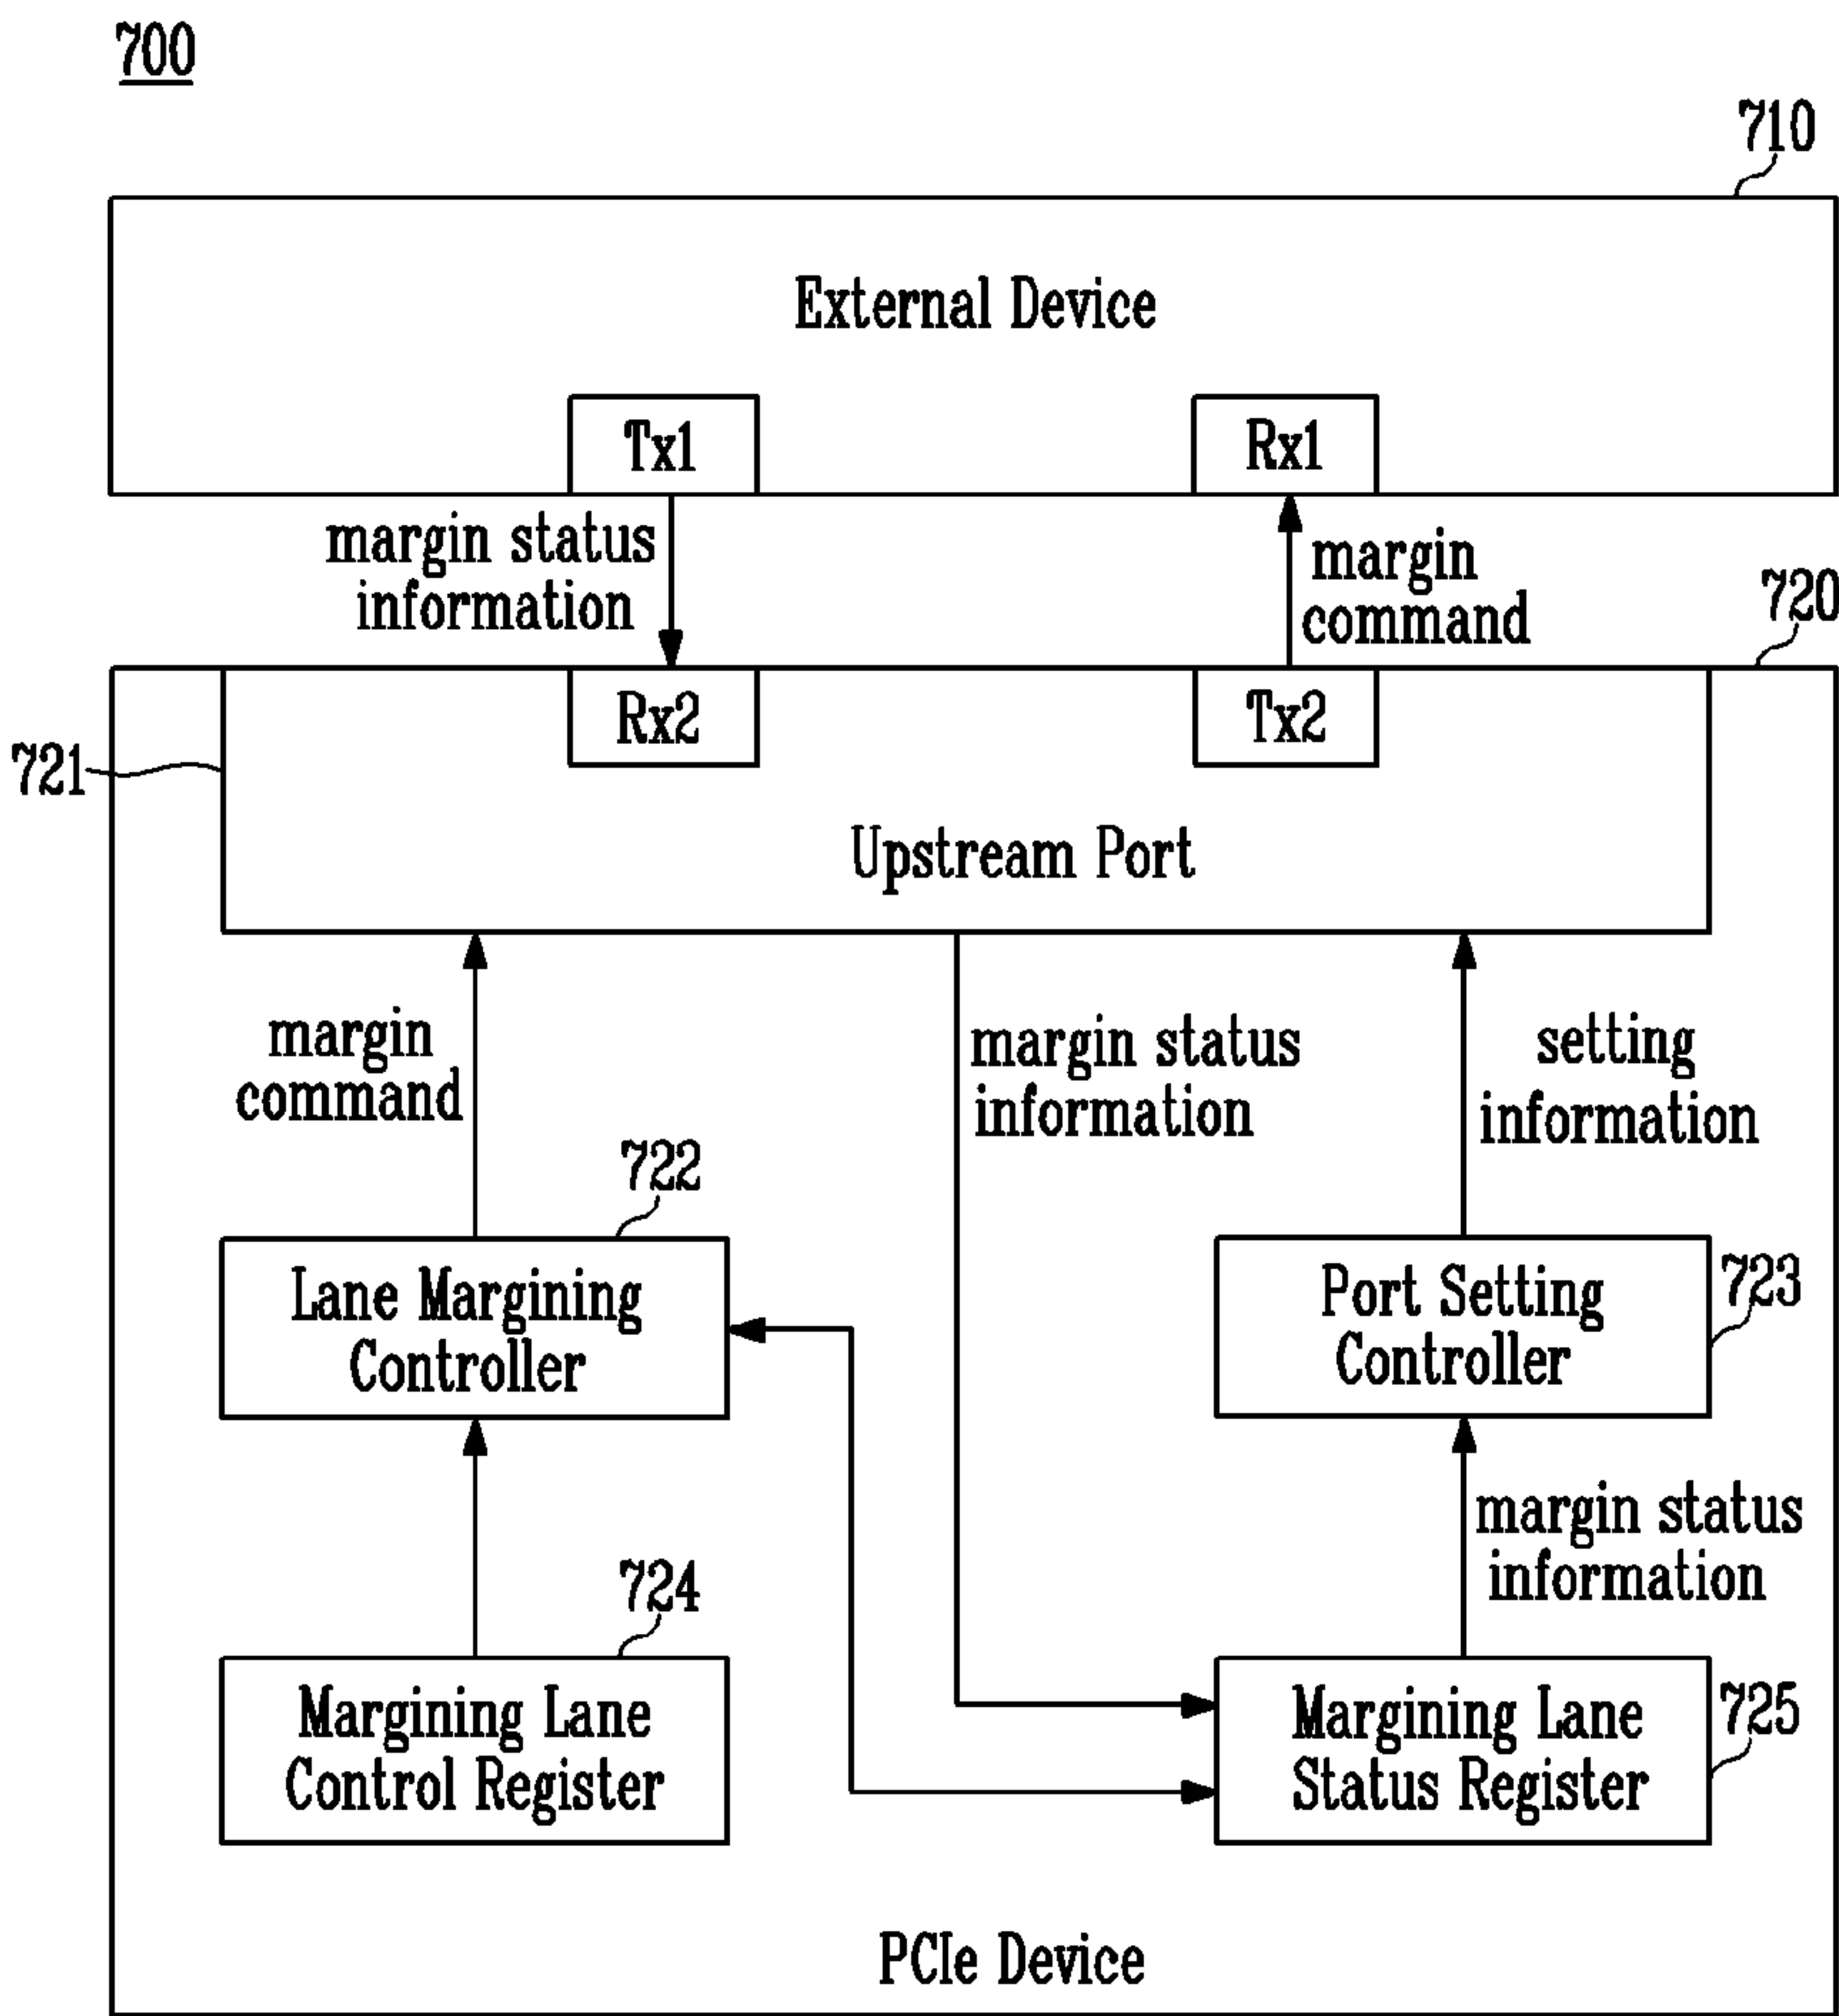 700
710
External Device
Tx1
Rx1
margin status
information
margin
command
720
Rx2
Tx2
721
Upstream Port
margin
command
margin status
information
setting
information
722
Lane Margining
Controller
Port Setting
Controller
723
margin status
information
724
Margining Lane
Control Register
Margining Lane
Status Register
725
PCIe Device